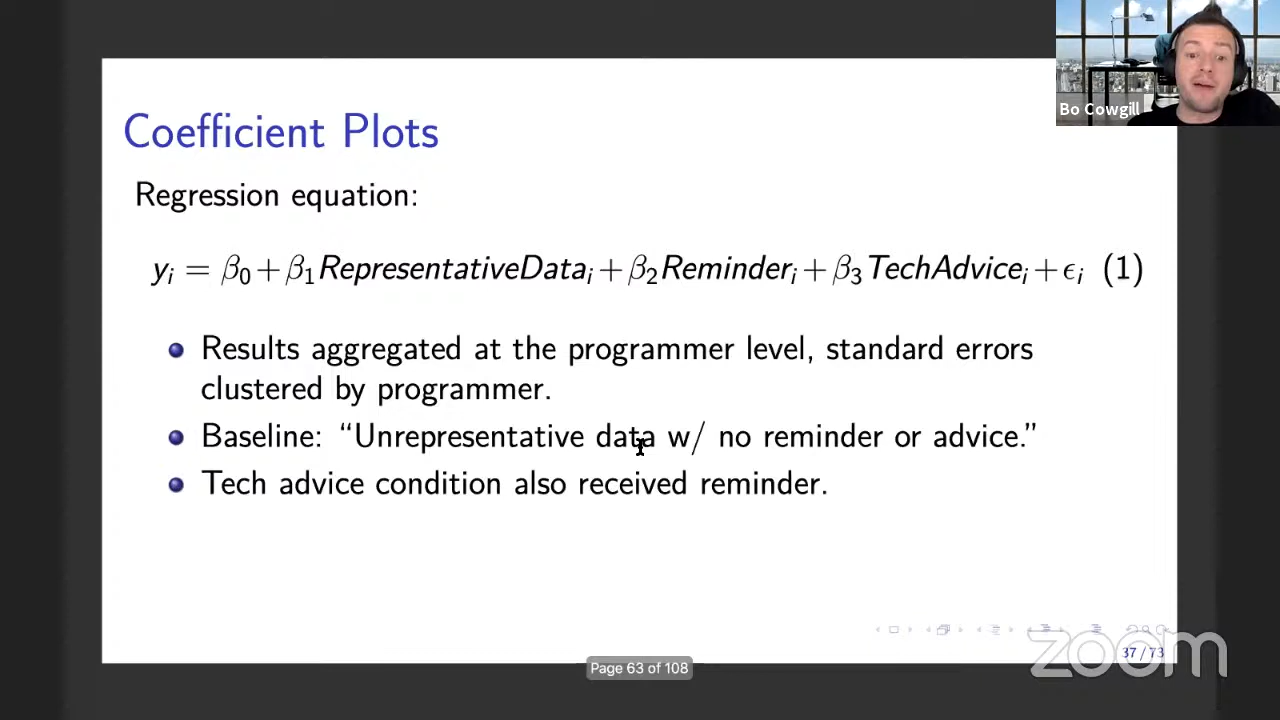 Bo Cowgill
Coefficient Plots
Regression equation:
yᵢ = β₀ + β₁RepresentativeDataᵢ + β₂Reminderᵢ + β₃TechAdviceᵢ + ϵᵢ (1)
Results aggregated at the programmer level, standard errors
clustered by programmer.
Baseline: “Unrepresentative data w/ no reminder or advice.”
Tech advice condition also received reminder.
zoom
37 / 73
Page 63 of 108